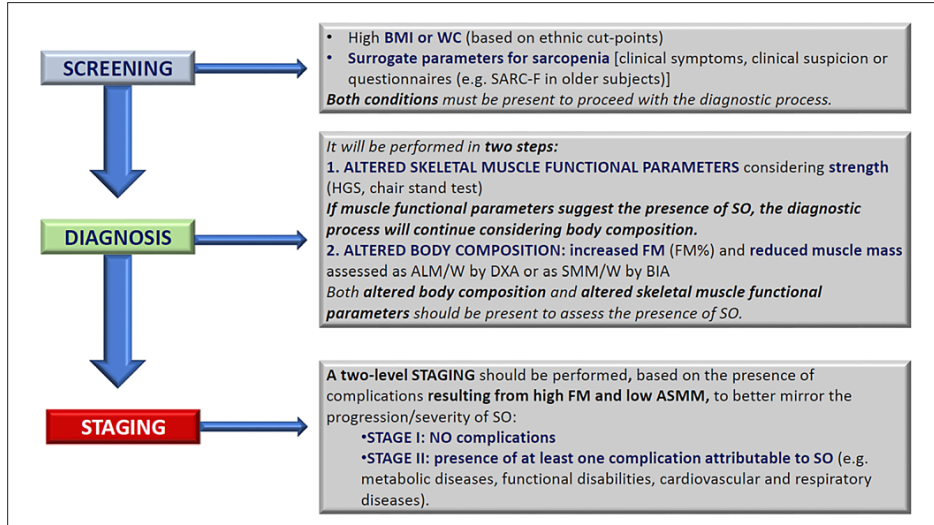 SCREENING
• High BMI or WC (based on ethnic cut-points)
• Surrogate parameters for sarcopenia [clinical symptoms, clinical suspicion or
questionnaires (e.g. SARC-F in older subjects)]
Both conditions must be present to proceed with the diagnostic process.
DIAGNOSIS
It will be performed in two steps:
1. ALTERED SKELETAL MUSCLE FUNCTIONAL PARAMETERS considering strength
(HGS, chair stand test)
If muscle functional parameters suggest the presence of SO, the diagnostic
process will continue considering body composition.
2. ALTERED BODY COMPOSITION: increased FM (FM%) and reduced muscle mass
assessed as ALM/W by DXA or as SMM/W by BIA
Both altered body composition and altered skeletal muscle functional
parameters should be present to assess the presence of SO.
STAGING
A two-level STAGING should be performed, based on the presence of
complications resulting from high FM and low ASMM, to better mirror the
progression/severity of SO:
•STAGE I: NO complications
•STAGE II: presence of at least one complication attributable to SO (e.g.
metabolic diseases, functional disabilities, cardiovascular and respiratory
diseases).